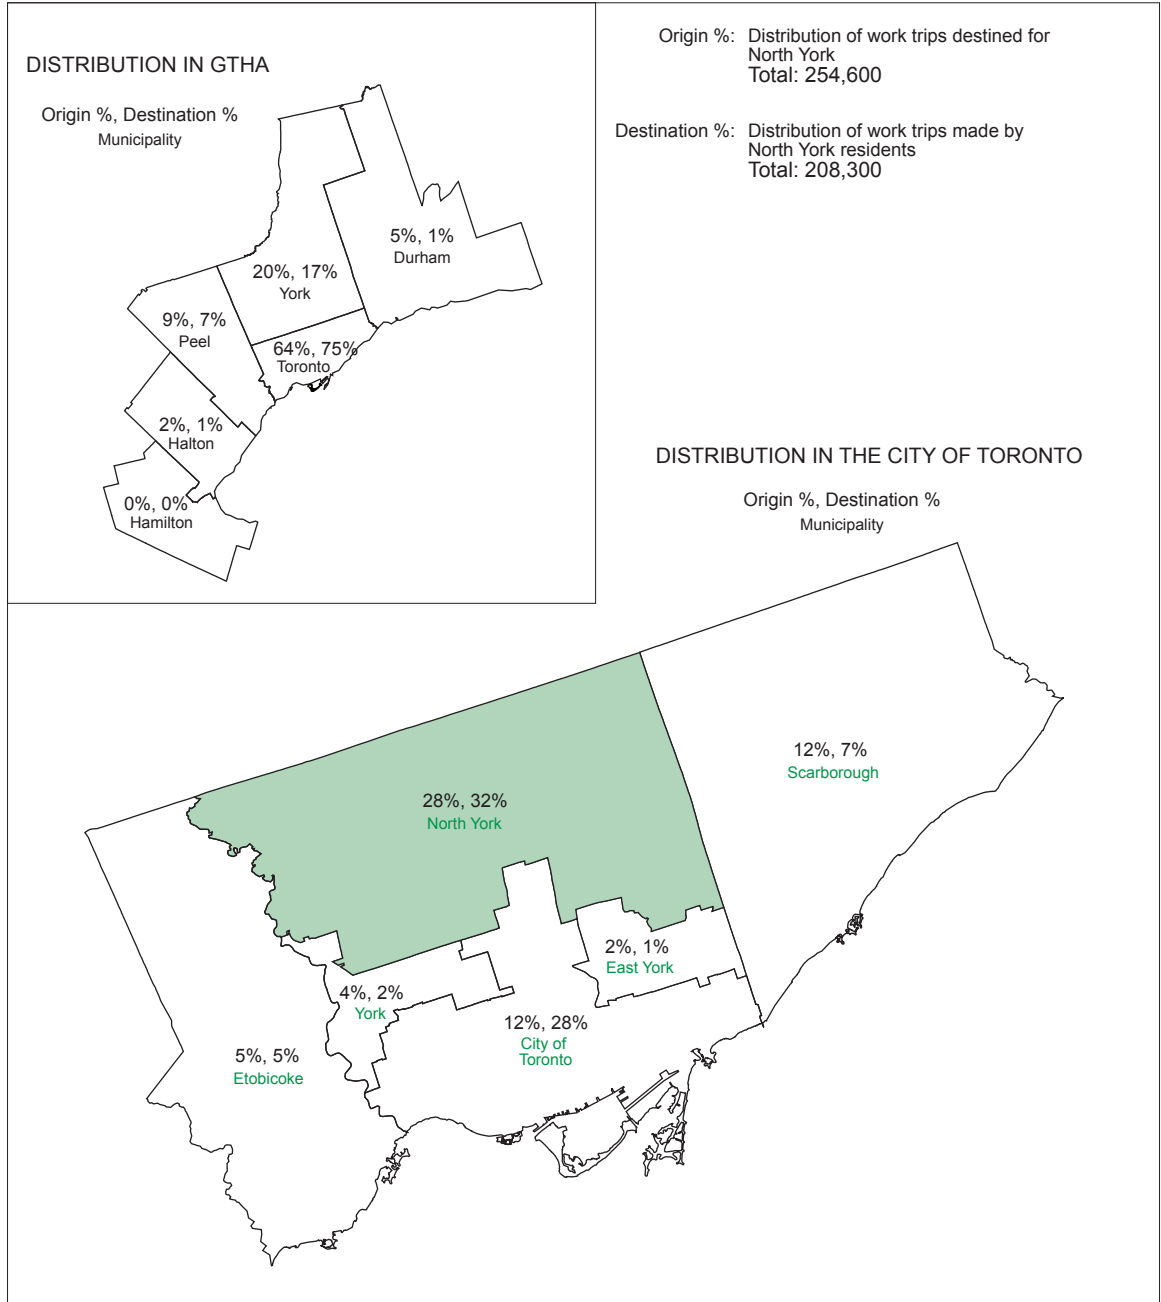 DISTRIBUTION IN GTHA
Origin %, Destination %
Municipality
5%, 1%
Durham
20%, 17%
York
9%, 7%
Peel
64%, 75%
Toronto
2%, 1%
Halton
0%, 0%
Hamilton
Origin %: Distribution of work trips destined for
North York
Total: 254,600
Destination %: Distribution of work trips made by
North York residents
Total: 208,300
DISTRIBUTION IN THE CITY OF TORONTO
Origin %, Destination %
Municipality
12%, 7%
Scarborough
28%, 32%
North York
2%, 1%
East York
4%, 2%
York
12%, 28%
City of
Toronto
5%, 5%
Etobicoke